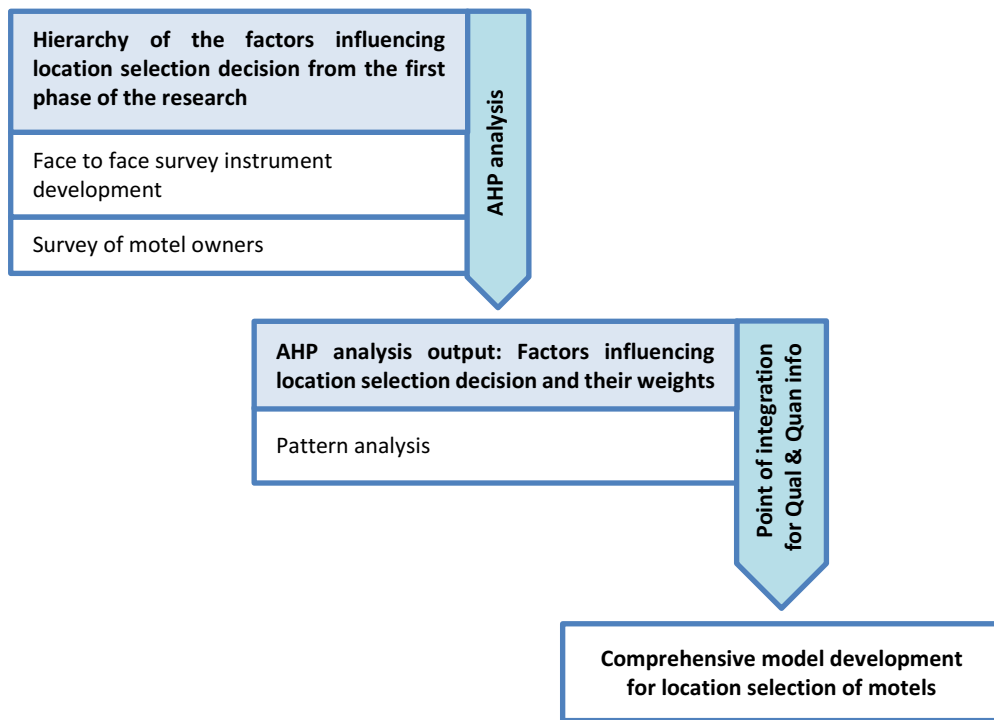 Hierarchy of the factors influencing
location selection decision from the first
phase of the research
Face to face survey instrument
development
Survey of motel owners
AHP analysis
AHP analysis output: Factors influencing
location selection decision and their weights
Pattern analysis
Point of integration
for Qual & Quan info
Comprehensive model development
for location selection of motels